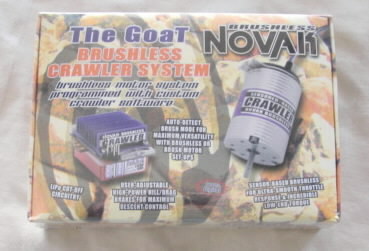 The GoaT
BRUSHLESS
CRAWLER SYSTEM
brushless motor system
programmed with custom
crawler software
BRUSHLESS
NOVAK
AUTO-DETECT
BRUSH MODE FOR
MAXIMUM VERSATILITY
WITH BRUSHLESS OR
BRUSH MOTOR
SET-UPS
CRAWLER
CRAWLER
LIPO CUT-OFF
CIRCUITRY
USER-ADJUSTABLE,
HIGH-POWER HILL/DRAG
BRAKES FOR MAXIMUM
DESCENT CONTROL
SENSOR-BASED BRUSHLESS
FOR ULTRA-SMOOTH THROTTLE
RESPONSE & INCREDIBLE
LOW-END TORQUE